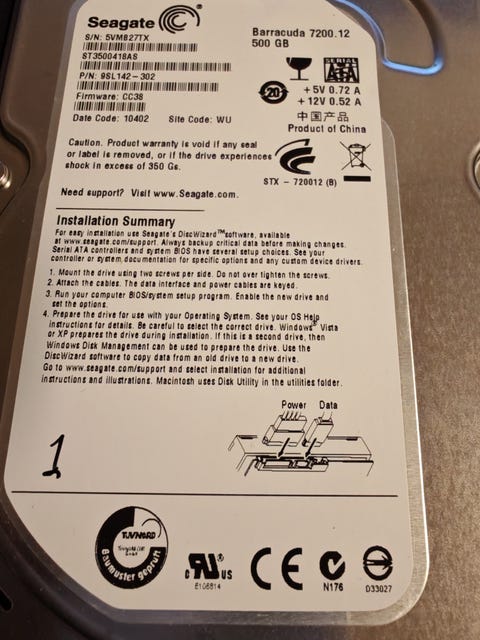 Seagate
S/N: 5VM827TX
ST3500418AS
P/N: 9SL142-302
Firmware: CC38
Date Code: 10402 Site Code: WU
Barracuda 7200.12
500 GB
SERIAL
ATA
20
+5V 0.72 A
+12V 0.52 A
中国产品
Product of China
Caution. Product warranty is void if any seal
or label is removed, or if the drive experiences
shock in excess of 350 Gs.
STX - 720012 (B)
Need support? Visit www.Seagate.com.
Installation Summary
For easy installation use Seagate's DiscWizard™software, available
at www.seagate.com/support. Always backup critical data before making changes.
Serial ATA controllers and system BIOS have several setup choices. See your
controller or system documentation for specific options and any custom device drivers.
1. Mount the drive using two screws per side. Do not over tighten the screws.
2. Attach the cables. The data interface and power cables are keyed.
3. Run your computer BIOS/system setup program. Enable the new drive and
set the options.
4. Prepare the drive for use with your Operating System. See your OS Help
instructions for details. Be careful to select the correct drive. Windows® Vista
or XP prepares the drive during installation. If this is a second drive, then
Windows Disk Management can be used to prepare the drive. Use the
DiscWizard software to copy data from an old drive to a new drive.
Go to www.seagate.com/support and select installation for additional
instructions and illustrations. Macintosh uses Disk Utility in the utilities folder.
Power Data
1
TUVNORD
Baumuster geprüft
c RU® US
E106814
CE
N176
D33027